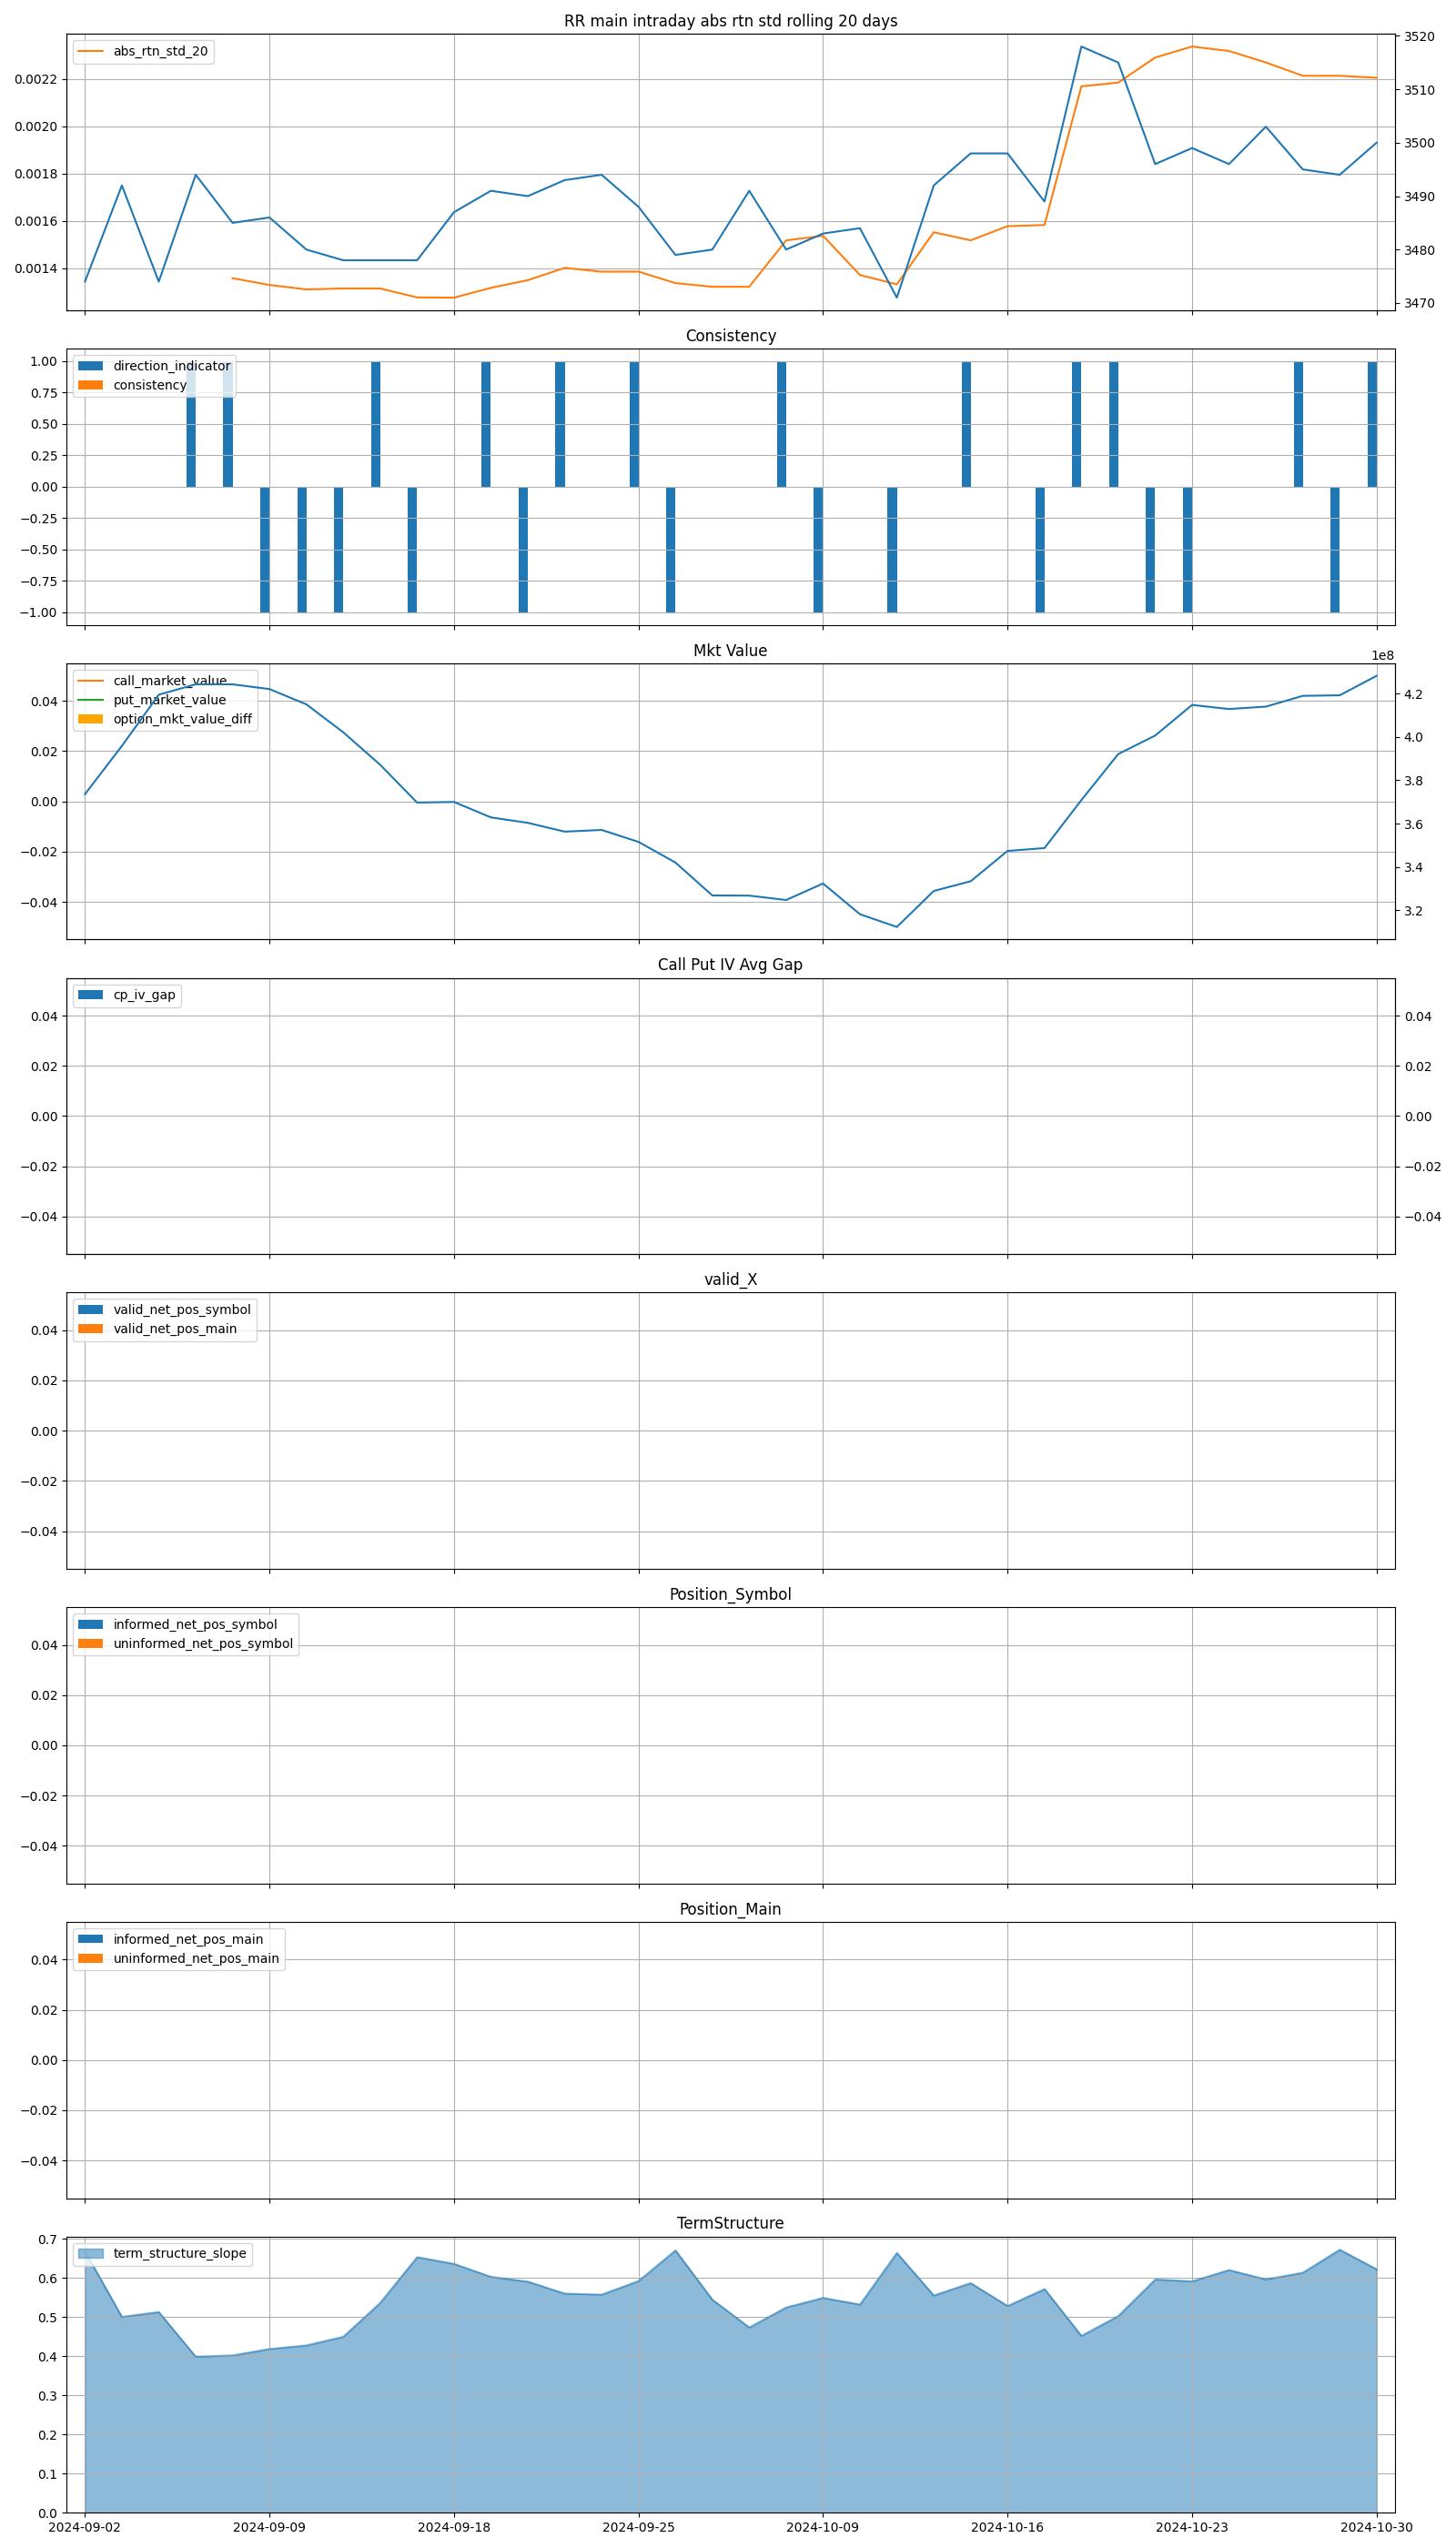 RR main intraday abs rtn std rolling 20 days
abs_rtn_std_20
0.0022
0.0020
0.0018
0.0016
0.0014
3520
3510
3500
3490
3480
3470
Consistency
direction_indicator
consistency
1.00
0.75
0.50
0.25
0.00
−0.25
−0.50
−0.75
−1.00
Mkt Value
1e8
call_market_value
put_market_value
option_mkt_value_diff
0.04
0.02
0.00
−0.02
−0.04
4.2
4.0
3.8
3.6
3.4
3.2
Call Put IV Avg Gap
cp_iv_gap
0.04
0.02
0.00
−0.02
−0.04
0.04
0.02
0.00
−0.02
−0.04
valid_X
valid_net_pos_symbol
valid_net_pos_main
0.04
0.02
0.00
−0.02
−0.04
Position_Symbol
informed_net_pos_symbol
uninformed_net_pos_symbol
0.04
0.02
0.00
−0.02
−0.04
Position_Main
informed_net_pos_main
uninformed_net_pos_main
0.04
0.02
0.00
−0.02
−0.04
TermStructure
term_structure_slope
0.7
0.6
0.5
0.4
0.3
0.2
0.1
0.0
2024-09-02 2024-09-09 2024-09-18 2024-09-25 2024-10-09 2024-10-16 2024-10-23 2024-10-30